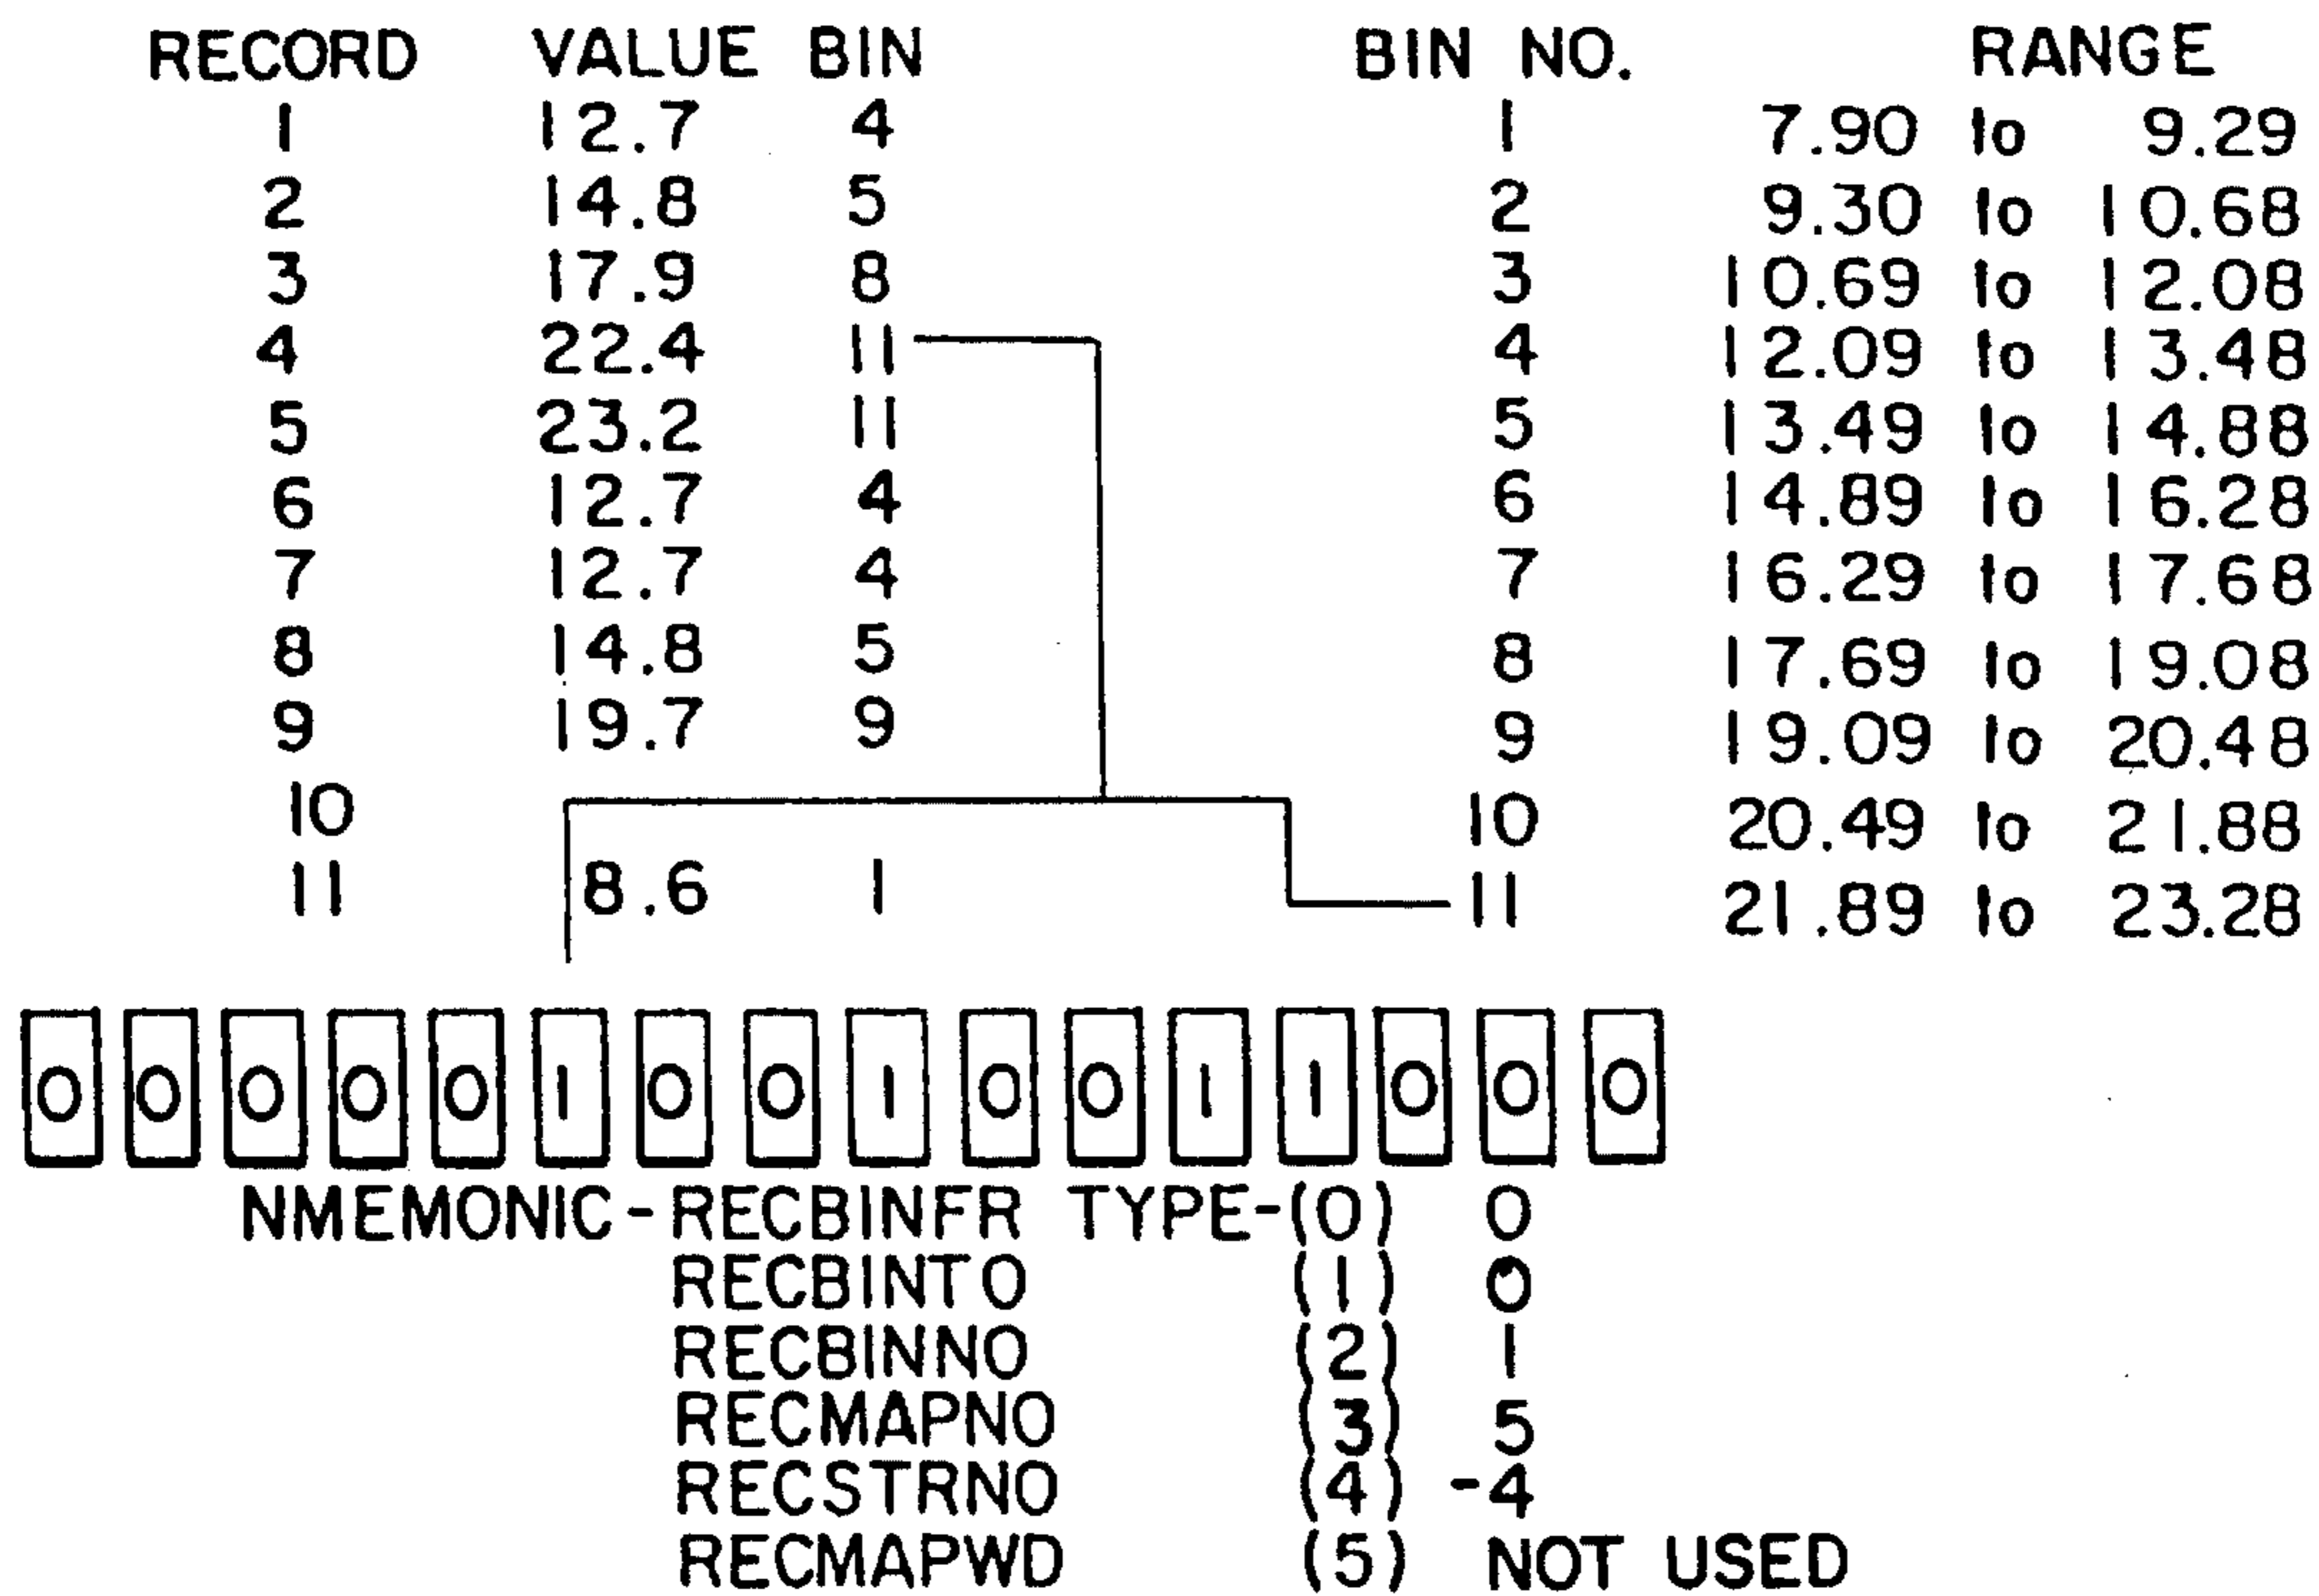 RECORD VALUE BIN BIN NO. RANGE
1 12.7 4 1 7.90 to 9.29
2 14.8 5 2 9.30 to 10.68
3 17.9 8 3 10.69 to 12.08
4 22.4 11 4 12.09 to 13.48
5 23.2 11 5 13.49 to 14.88
6 12.7 4 6 14.89 to 16.28
7 12.7 4 7 16.29 to 17.68
8 14.8 5 8 17.69 to 19.08
9 19.7 9 9 19.09 to 20.48
10 10 20.49 to 21.88
11 8.6 1 11 21.89 to 23.28
0 0 0 0 0 1 0 0 1 0 0 1 1 0 0 0
NMEMONIC-RECBINFR TYPE-(0) 0
RECBINTO (1) 0
RECBINNO (2) 1
RECMAPNO (3) 5
RECSTRNO (4) -4
RECMAPWD (5) NOT USED